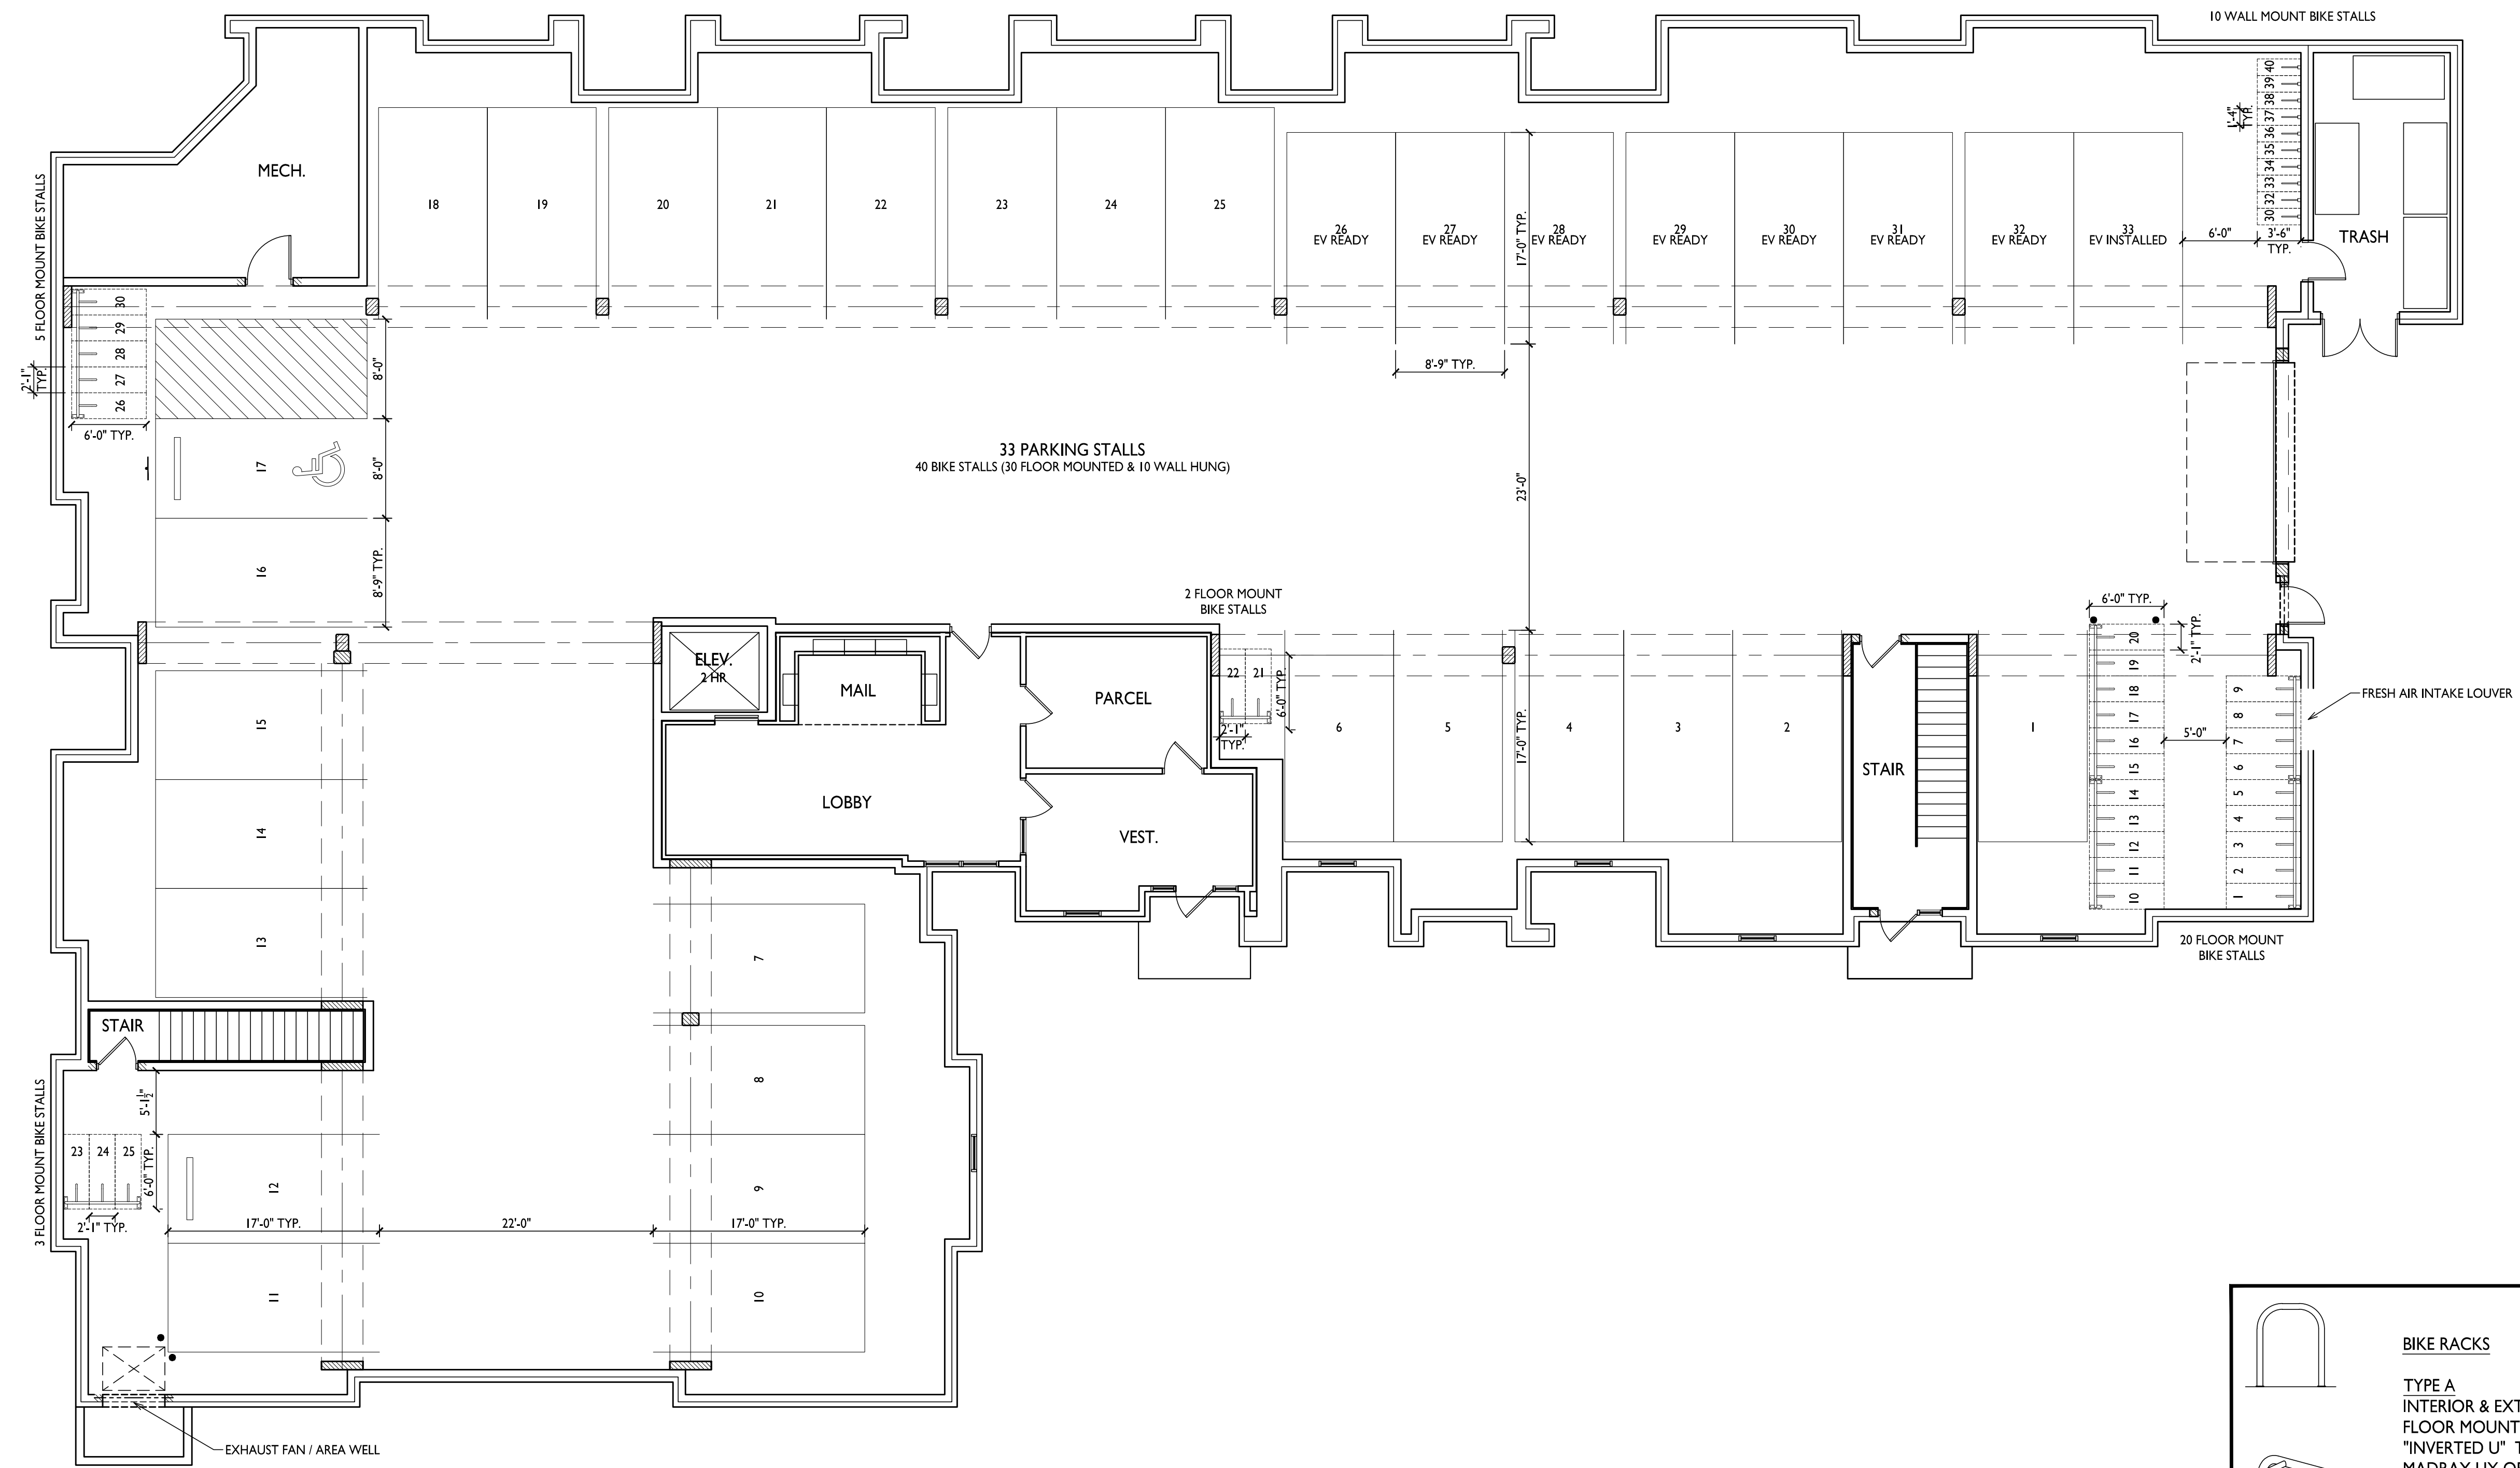 10 WALL MOUNT BIKE STALLS
MECH.
5 FLOOR MOUNT BIKE STALLS
18
19
20
21
22
23
24
25
26
EV READY
27
EV READY
17'-0" TYP.
28
EV READY
29
EV READY
30
EV READY
31
EV READY
32
EV READY
33
EV INSTALLED
6'-0"
3'-6"
TYP.
1'-4"
TYP.
40
39
38
37
36
35
34
33
32
30
TRASH
30
29
28
27
26
2'-1"
TYP.
6'-0" TYP.
8'-0"
17
8'-0"
16
8'-9" TYP.
8'-9" TYP.
33 PARKING STALLS
40 BIKE STALLS (30 FLOOR MOUNTED & 10 WALL HUNG)
23'-0"
2 FLOOR MOUNT
BIKE STALLS
ELEV.
2 HR
MAIL
PARCEL
LOBBY
VEST.
22
21
6'-0" TYP.
2'-1"
TYP.
6
5
17'-0" TYP.
4
3
2
STAIR
1
6'-0" TYP.
2'-1" TYP.
20
19
18
17
16
15
14
13
12
11
10
5'-0"
9
8
7
6
5
4
3
2
1
FRESH AIR INTAKE LOUVER
20 FLOOR MOUNT
BIKE STALLS
15
14
13
STAIR
7
8
9
10
3 FLOOR MOUNT BIKE STALLS
5'-1½"
23
24
25
6'-0" TYP.
2'-1" TYP.
12
17'-0" TYP.
22'-0"
17'-0" TYP.
11
EXHAUST FAN / AREA WELL
BIKE RACKS
TYPE A
INTERIOR & EXT
FLOOR MOUNT
"INVERTED U" T